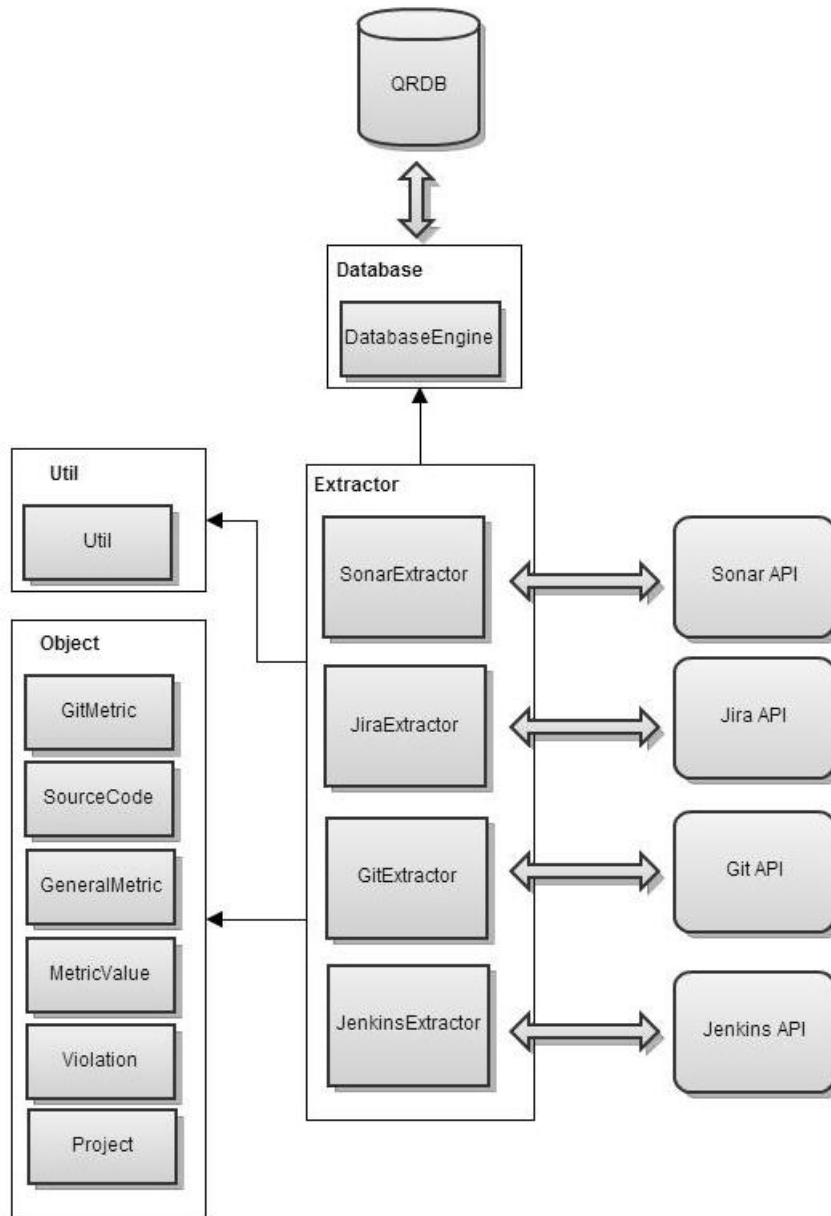 QRDB
Database
DatabaseEngine
Util
Util
Object
GitMetric
SourceCode
GeneralMetric
MetricValue
Violation
Project
Extractor
SonarExtractor
JiraExtractor
GitExtractor
JenkinsExtractor
Sonar API
Jira API
Git API
Jenkins API